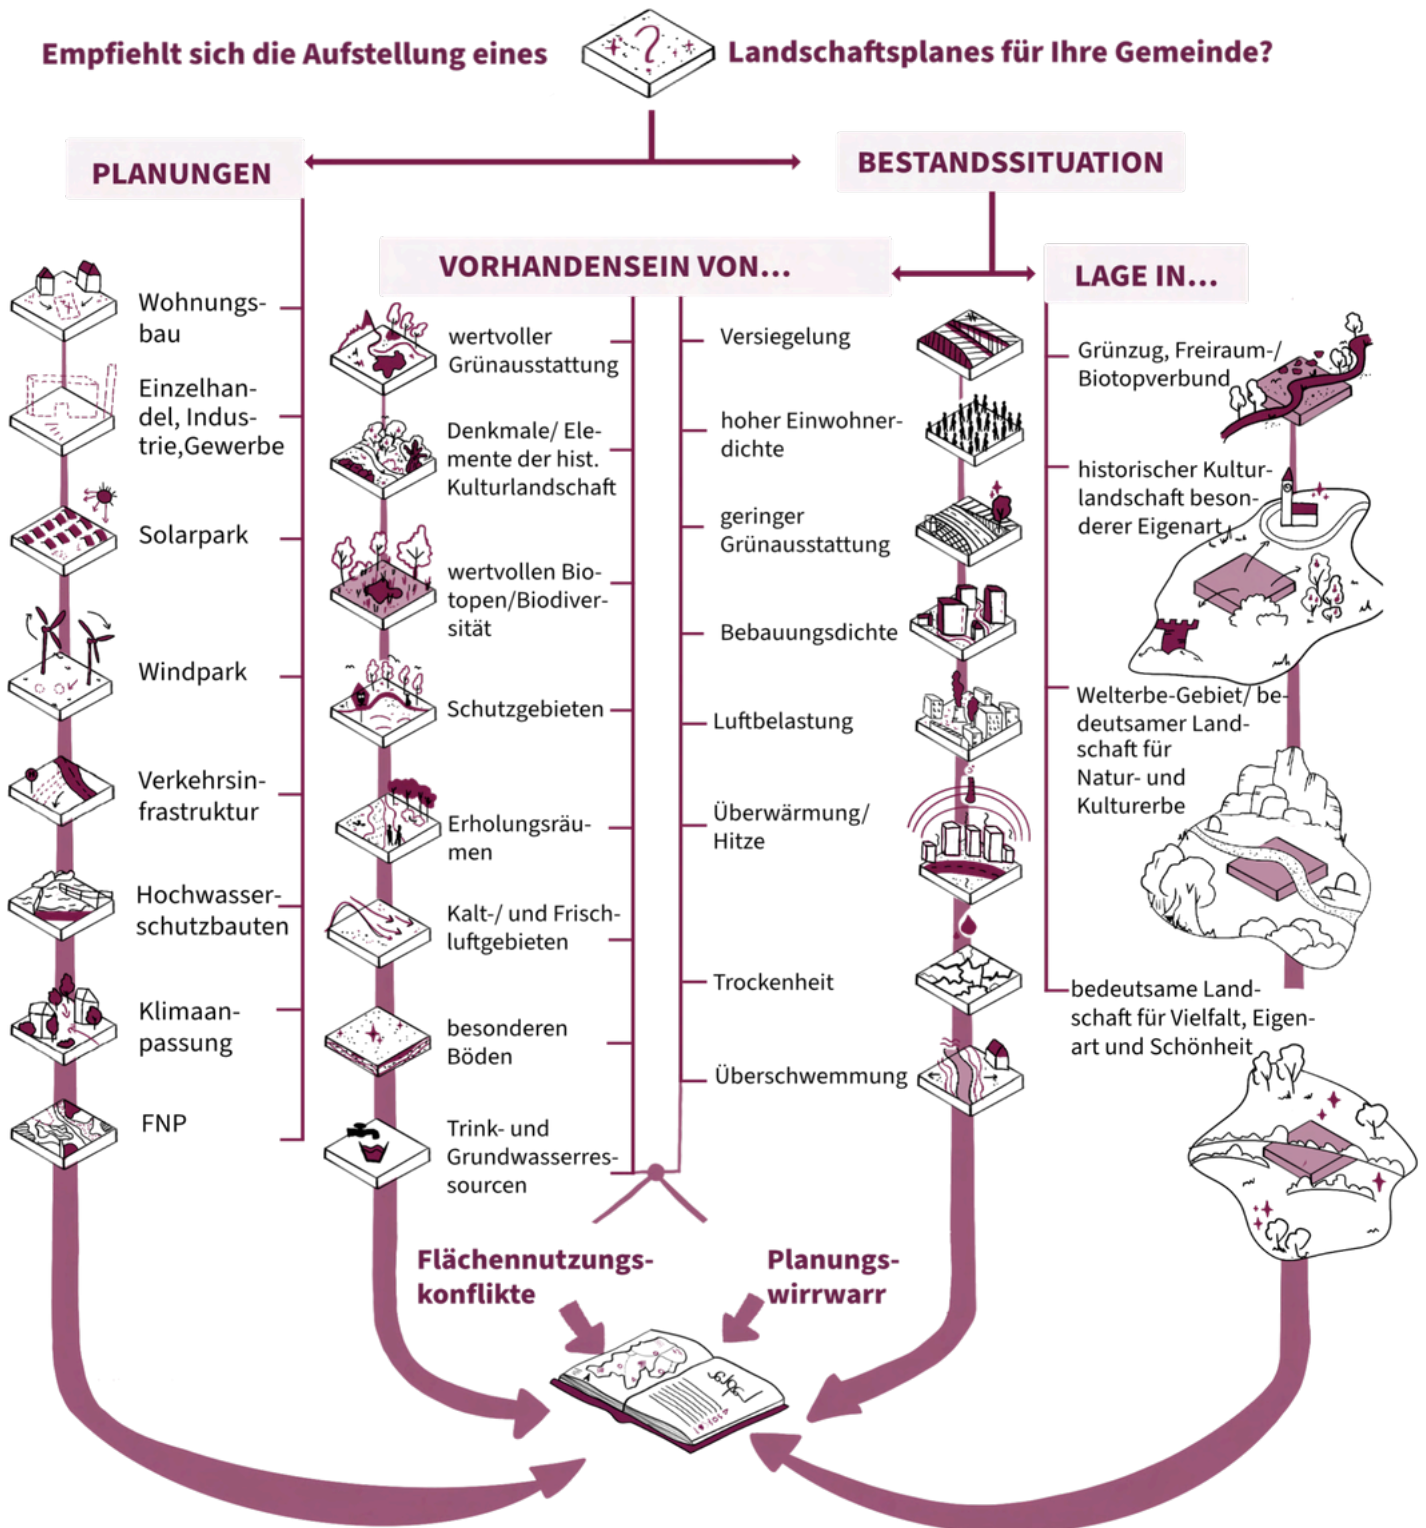 Empfiehlt sich die Aufstellung eines
Landschaftsplanes für Ihre Gemeinde?
PLANUNGEN
Wohnungs-
bau
Einzelhan-
del, Indus-
trie,Gewerbe
Solarpark
Windpark
Verkehrsin-
frastruktur
Hochwasser-
schutzbauten
Klimaan-
passung
FNP
BESTANDSSITUATION
VORHANDENSEIN VON...
wertvoller
Grünausstattung
Denkmale/ Ele-
mente der hist.
Kulturlandschaft
wertvollen Bio-
topen/Biodiver-
sität
Schutzgebieten
Erholungsräu-
men
Kalt-/ und Frisch-
luftgebieten
besonderen
Böden
Trink- und
Grundwasserres-
sourcen
Versiegelung
hoher Einwohner-
dichte
geringer
Grünausstattung
Bebauungsdichte
Luftbelastung
Überwärmung/
Hitze
Trockenheit
Überschwemmung
LAGE IN...
Grünzug, Freiraum-/
Biotopverbund
historischer Kultur-
landschaft beson-
derer Eigenart
Welterbe-Gebiet/ be-
deutsamer Land-
schaft für
Natur- und
Kulturerbe
bedeutsame Land-
schaft für Vielfalt, Eigen-
art und Schönheit
Flächennutzungs-
konflikte
Planungs-
wirrwarr